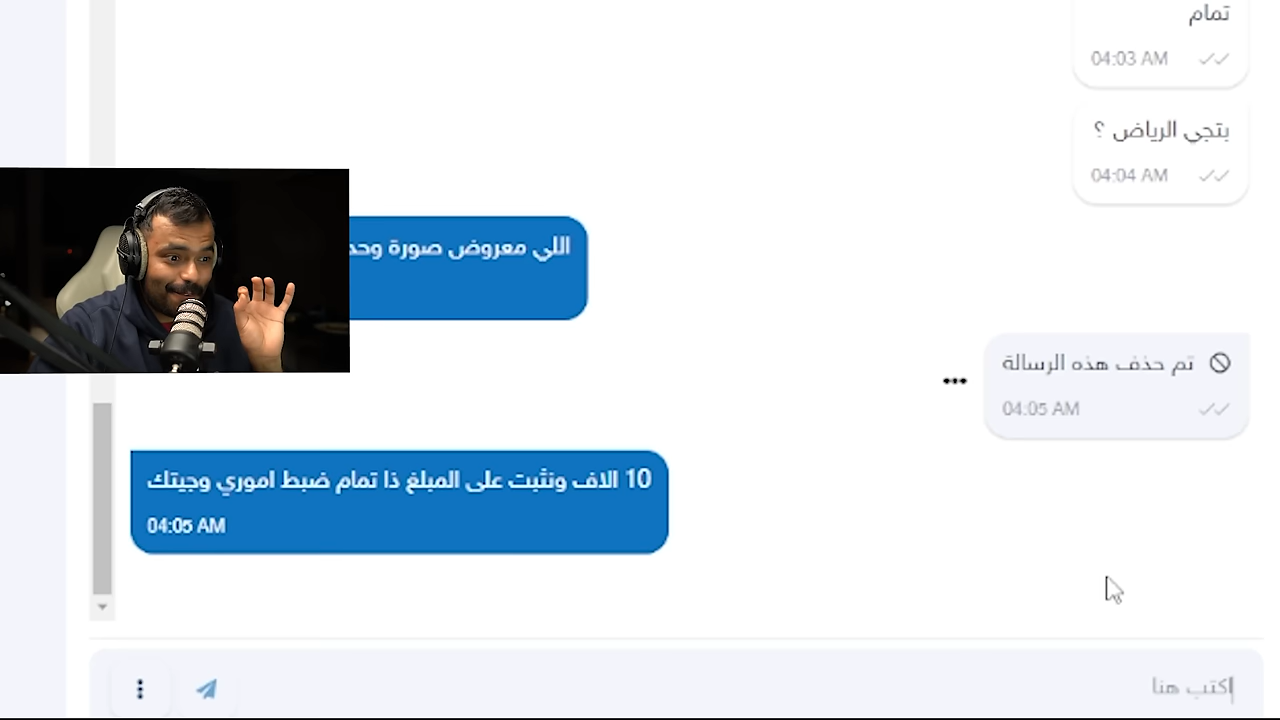 تمام
04:03 AM
بتجي الرياض ؟
04:04 AM
اللي معروض صورة
تم حذف هذه الرسالة
04:05 AM
10 الاف ونثبت على المبلغ ذا تمام ضبط اموري وجيتك
04:05 AM
اكتب هنا